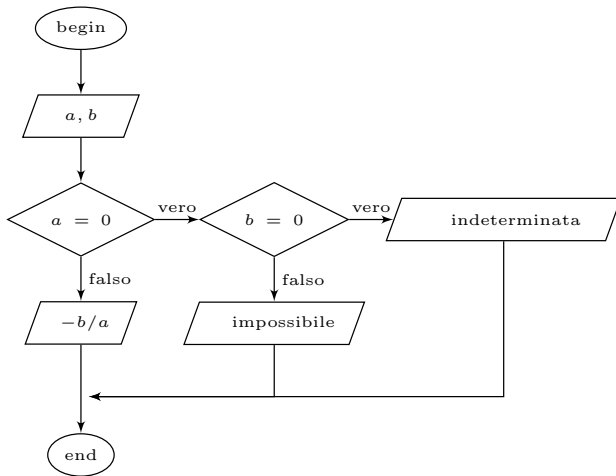 begin
a, b
a = 0
vero
b = 0
vero
indeterminata
falso
falso
−b/a
impossibile
end